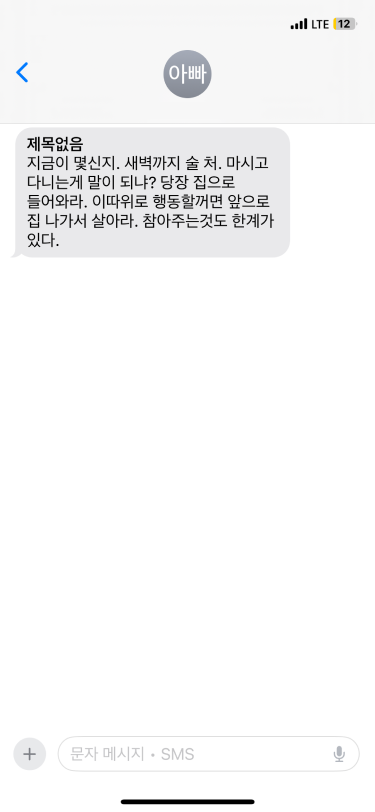 LTE 12
아빠
제목없음
지금이 몇신지. 새벽까지 술 처. 마시고
다니는게 말이 되냐? 당장 집으로
들어와라. 이따위로 행동할꺼면 앞으로
집 나가서 살아라. 참아주는것도 한계가
있다.
문자 메시지 • SMS